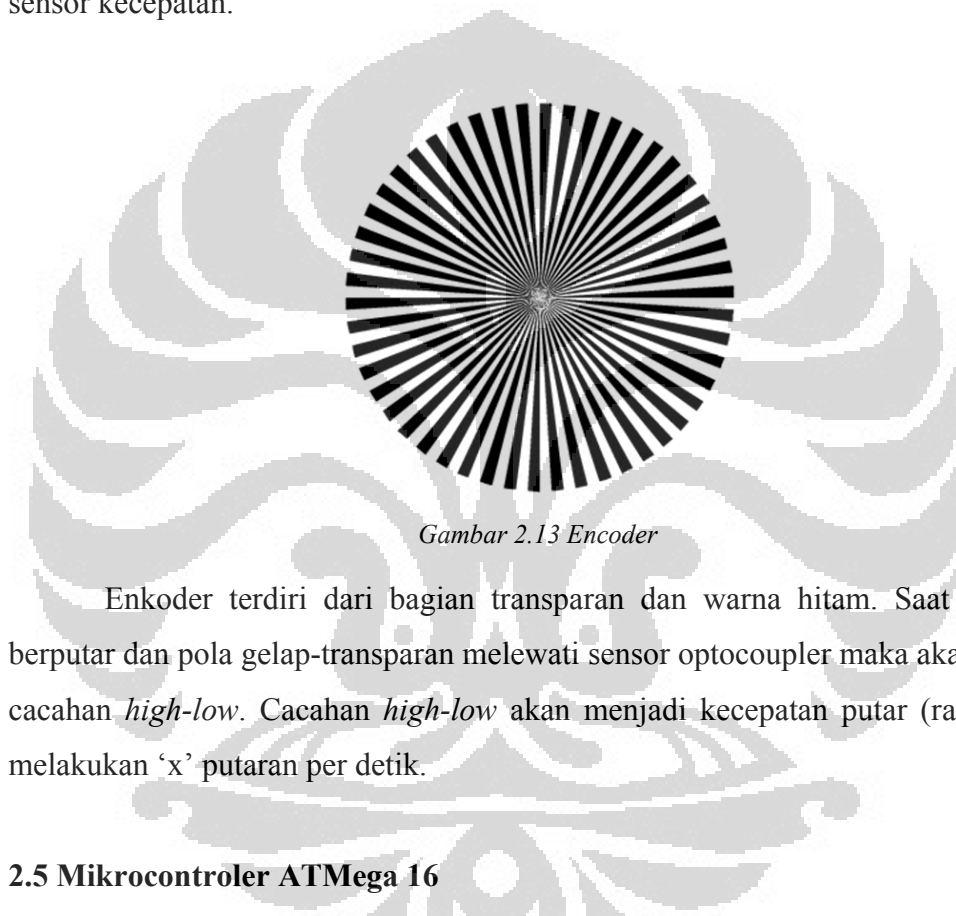 sensor kecepatan.
Gambar 2.13 Encoder
Enkoder terdiri dari bagian transparan dan warna hitam. Saat
berputar dan pola gelap-transparan melewati sensor optocoupler maka aka
cacahan high-low. Cacahan high-low akan menjadi kecepatan putar (ra
melakukan ‘x’ putaran per detik.
2.5 Mikrocontroler ATMega 16